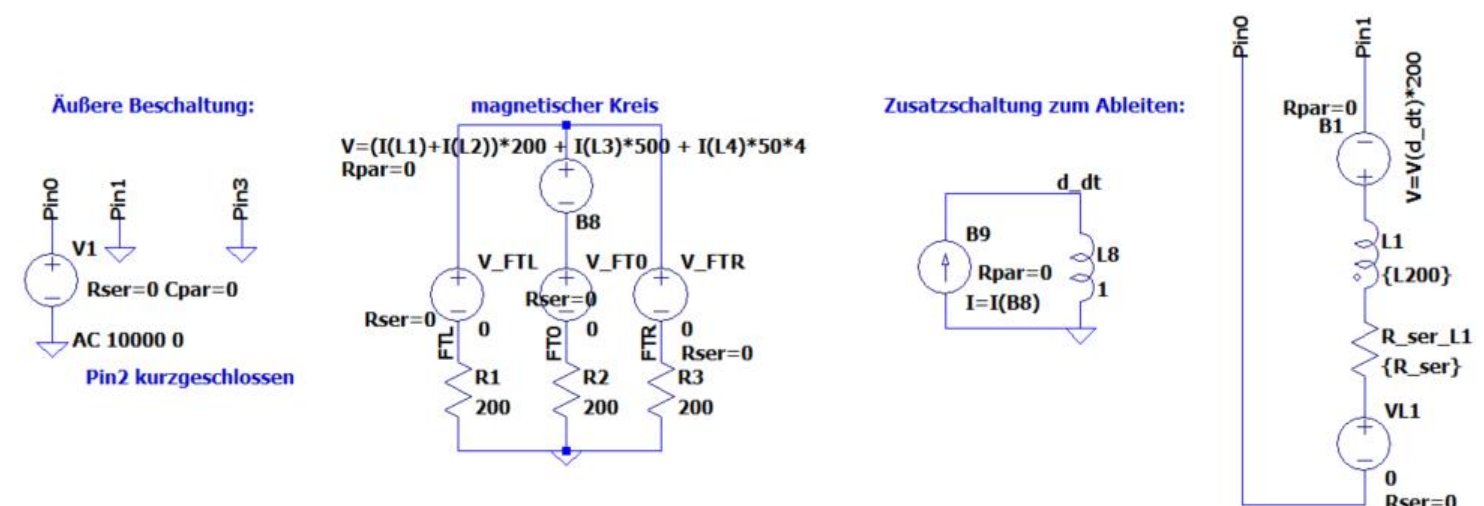 Äußere Beschaltung:
Pin0
Pin1
Pin3
V1
Rser=0 Cpar=0
AC 10000 0
Pin2 kurzgeschlossen
magnetischer Kreis
V=(I(L1)+I(L2))*200 + I(L3)*500 + I(L4)*50*4
Rpar=0
B8
V_FTL
V_FT0
V_FTR
Rser=0
Rser=0
0
0
0
Rser=0
FTL
FT0
FTR
R1
R2
R3
200
200
200
Zusatzschaltung zum Ableiten:
d_dt
B9
Rpar=0
I=I(B8)
L8
1
Pin0
Pin1
Rpar=0
B1
V=V(d_dt)*200
L1
{L200}
R_ser_L1
{R_ser}
VL1
0
Rser=0